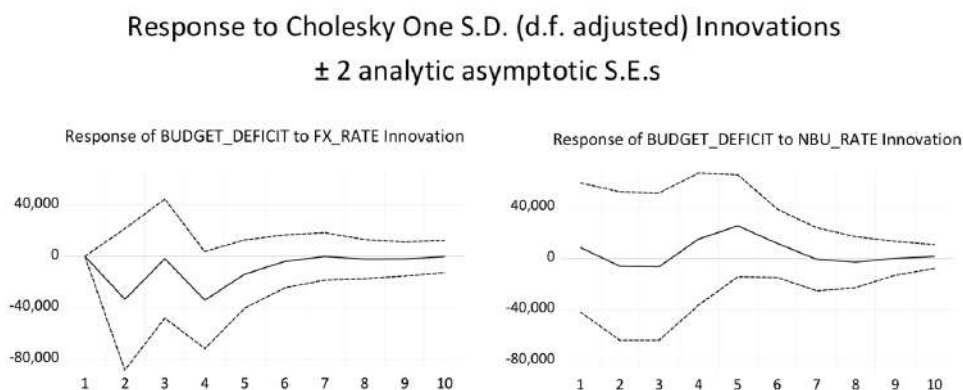 Response to Cholesky One S.D. (d.f. adjusted) Innovations
± 2 analytic asymptotic S.E.s
Response of BUDGET_DEFICIT to FX_RATE Innovation
40,000
0
-40,000
-80,000
1 2 3 4 5 6 7 8 9 10
Response of BUDGET_DEFICIT to NBU_RATE Innovation
40,000
0
-40,000
-80,000
1 2 3 4 5 6 7 8 9 10